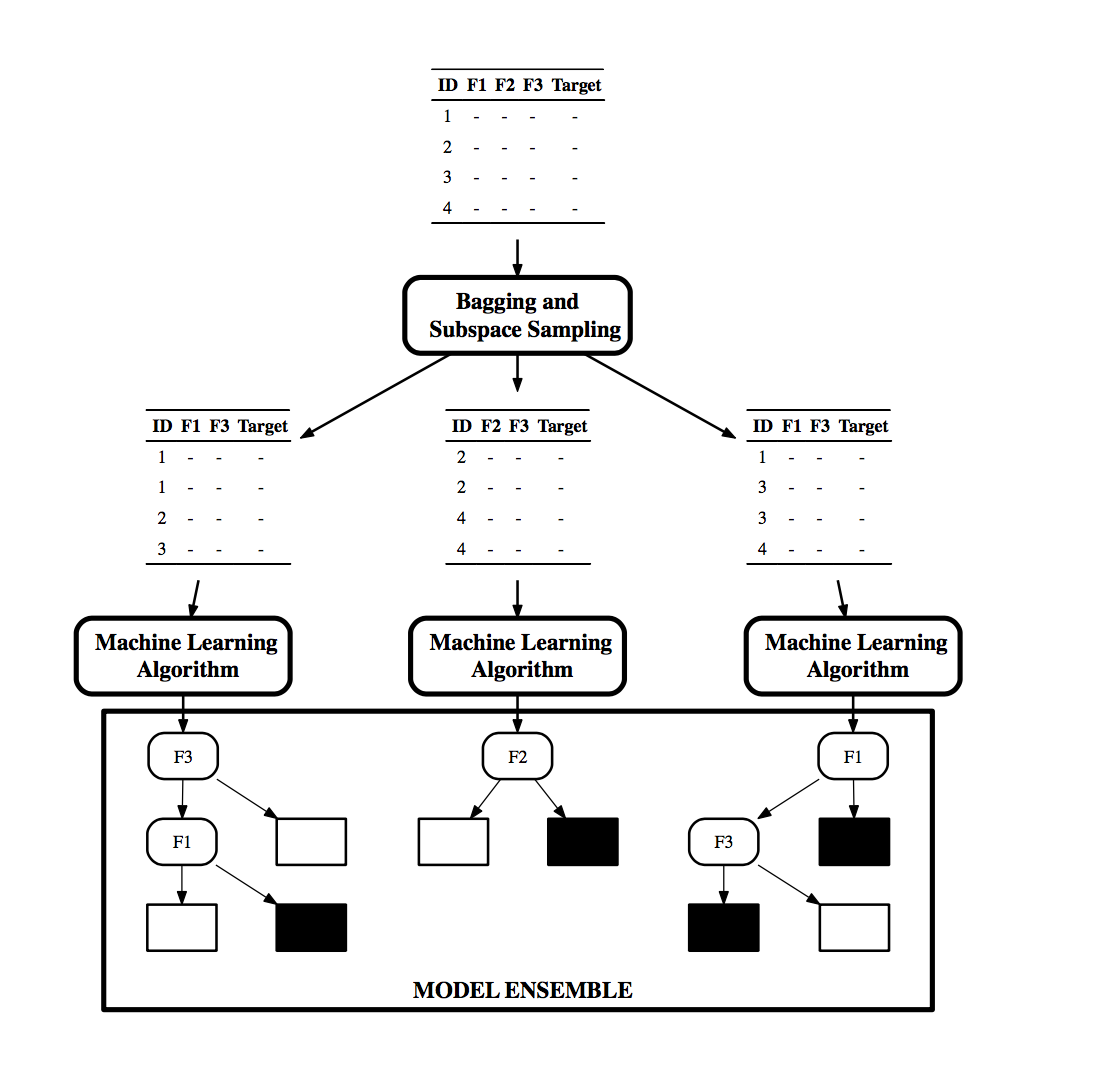 ID F1 F2 F3 Target
1 - - - -
2 - - - -
3 - - - -
4 - - - -
Bagging and
Subspace Sampling
ID F1 F3 Target
1 - - -
1 - - -
2 - - -
3 - - -
ID F2 F3 Target
2 - - -
2 - - -
4 - - -
4 - - -
ID F1 F3 Target
1 - - -
3 - - -
3 - - -
4 - - -
Machine Learning
Algorithm
Machine Learning
Algorithm
Machine Learning
Algorithm
F3
F2
F1
F1
F3
MODEL ENSEMBLE